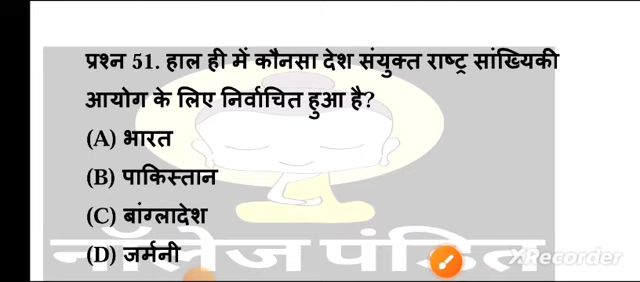 प्रश्न 51. हाल ही में कौनसा देश संयुक्त राष्ट्र सांख्यिकी
आयोग के लिए निर्वाचित हुआ है?
(A) भारत
(B) पाकिस्तान
(C) बांग्लादेश
(D) जर्मनी
नॉलेज पंडित
XRecorder